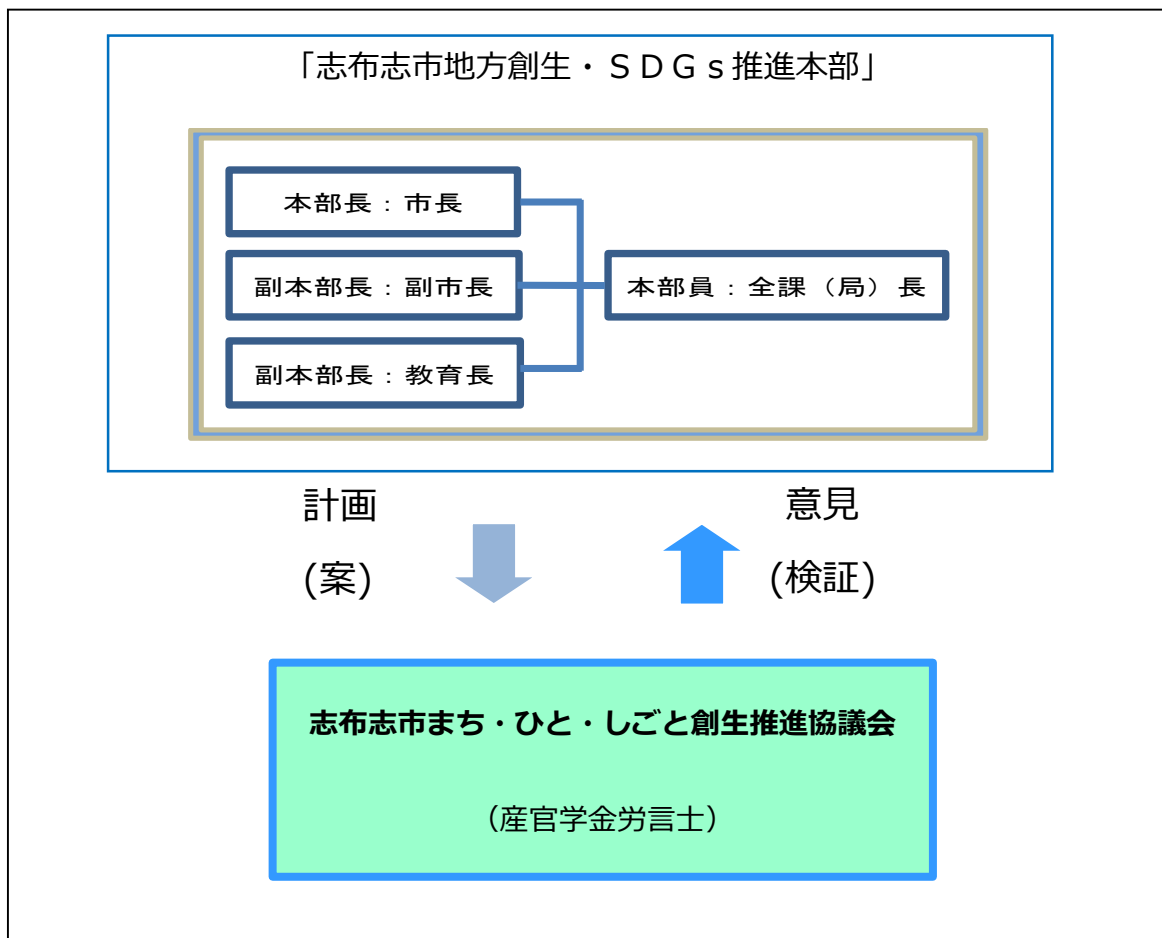 「志布志市地方創生・ＳＤＧｓ推進本部」
本部長：市長
副本部長：副市長
副本部長：教育長
本部員：全課（局）長
計画
(案)
意見
(検証)
志布志市まち・ひと・しごと創生推進協議会
（産官学金労言士）